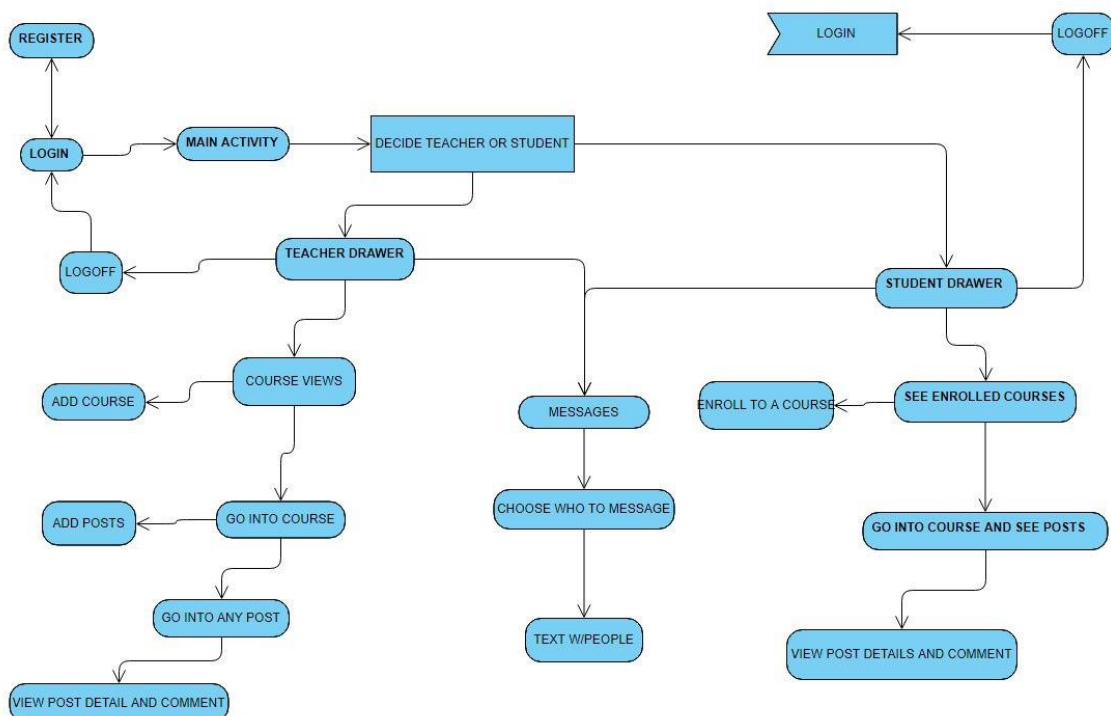 REGISTER
LOGIN
LOGOFF
LOGIN
MAIN ACTIVITY
DECIDE TEACHER OR STUDENT
LOGOFF
TEACHER DRAWER
STUDENT DRAWER
COURSE VIEWS
ADD COURSE
MESSAGES
ENROLL TO A COURSE
SEE ENROLLED COURSES
ADD POSTS
GO INTO COURSE
CHOOSE WHO TO MESSAGE
GO INTO COURSE AND SEE POSTS
GO INTO ANY POST
TEXT W/PEOPLE
VIEW POST DETAILS AND COMMENT
VIEW POST DETAIL AND COMMENT